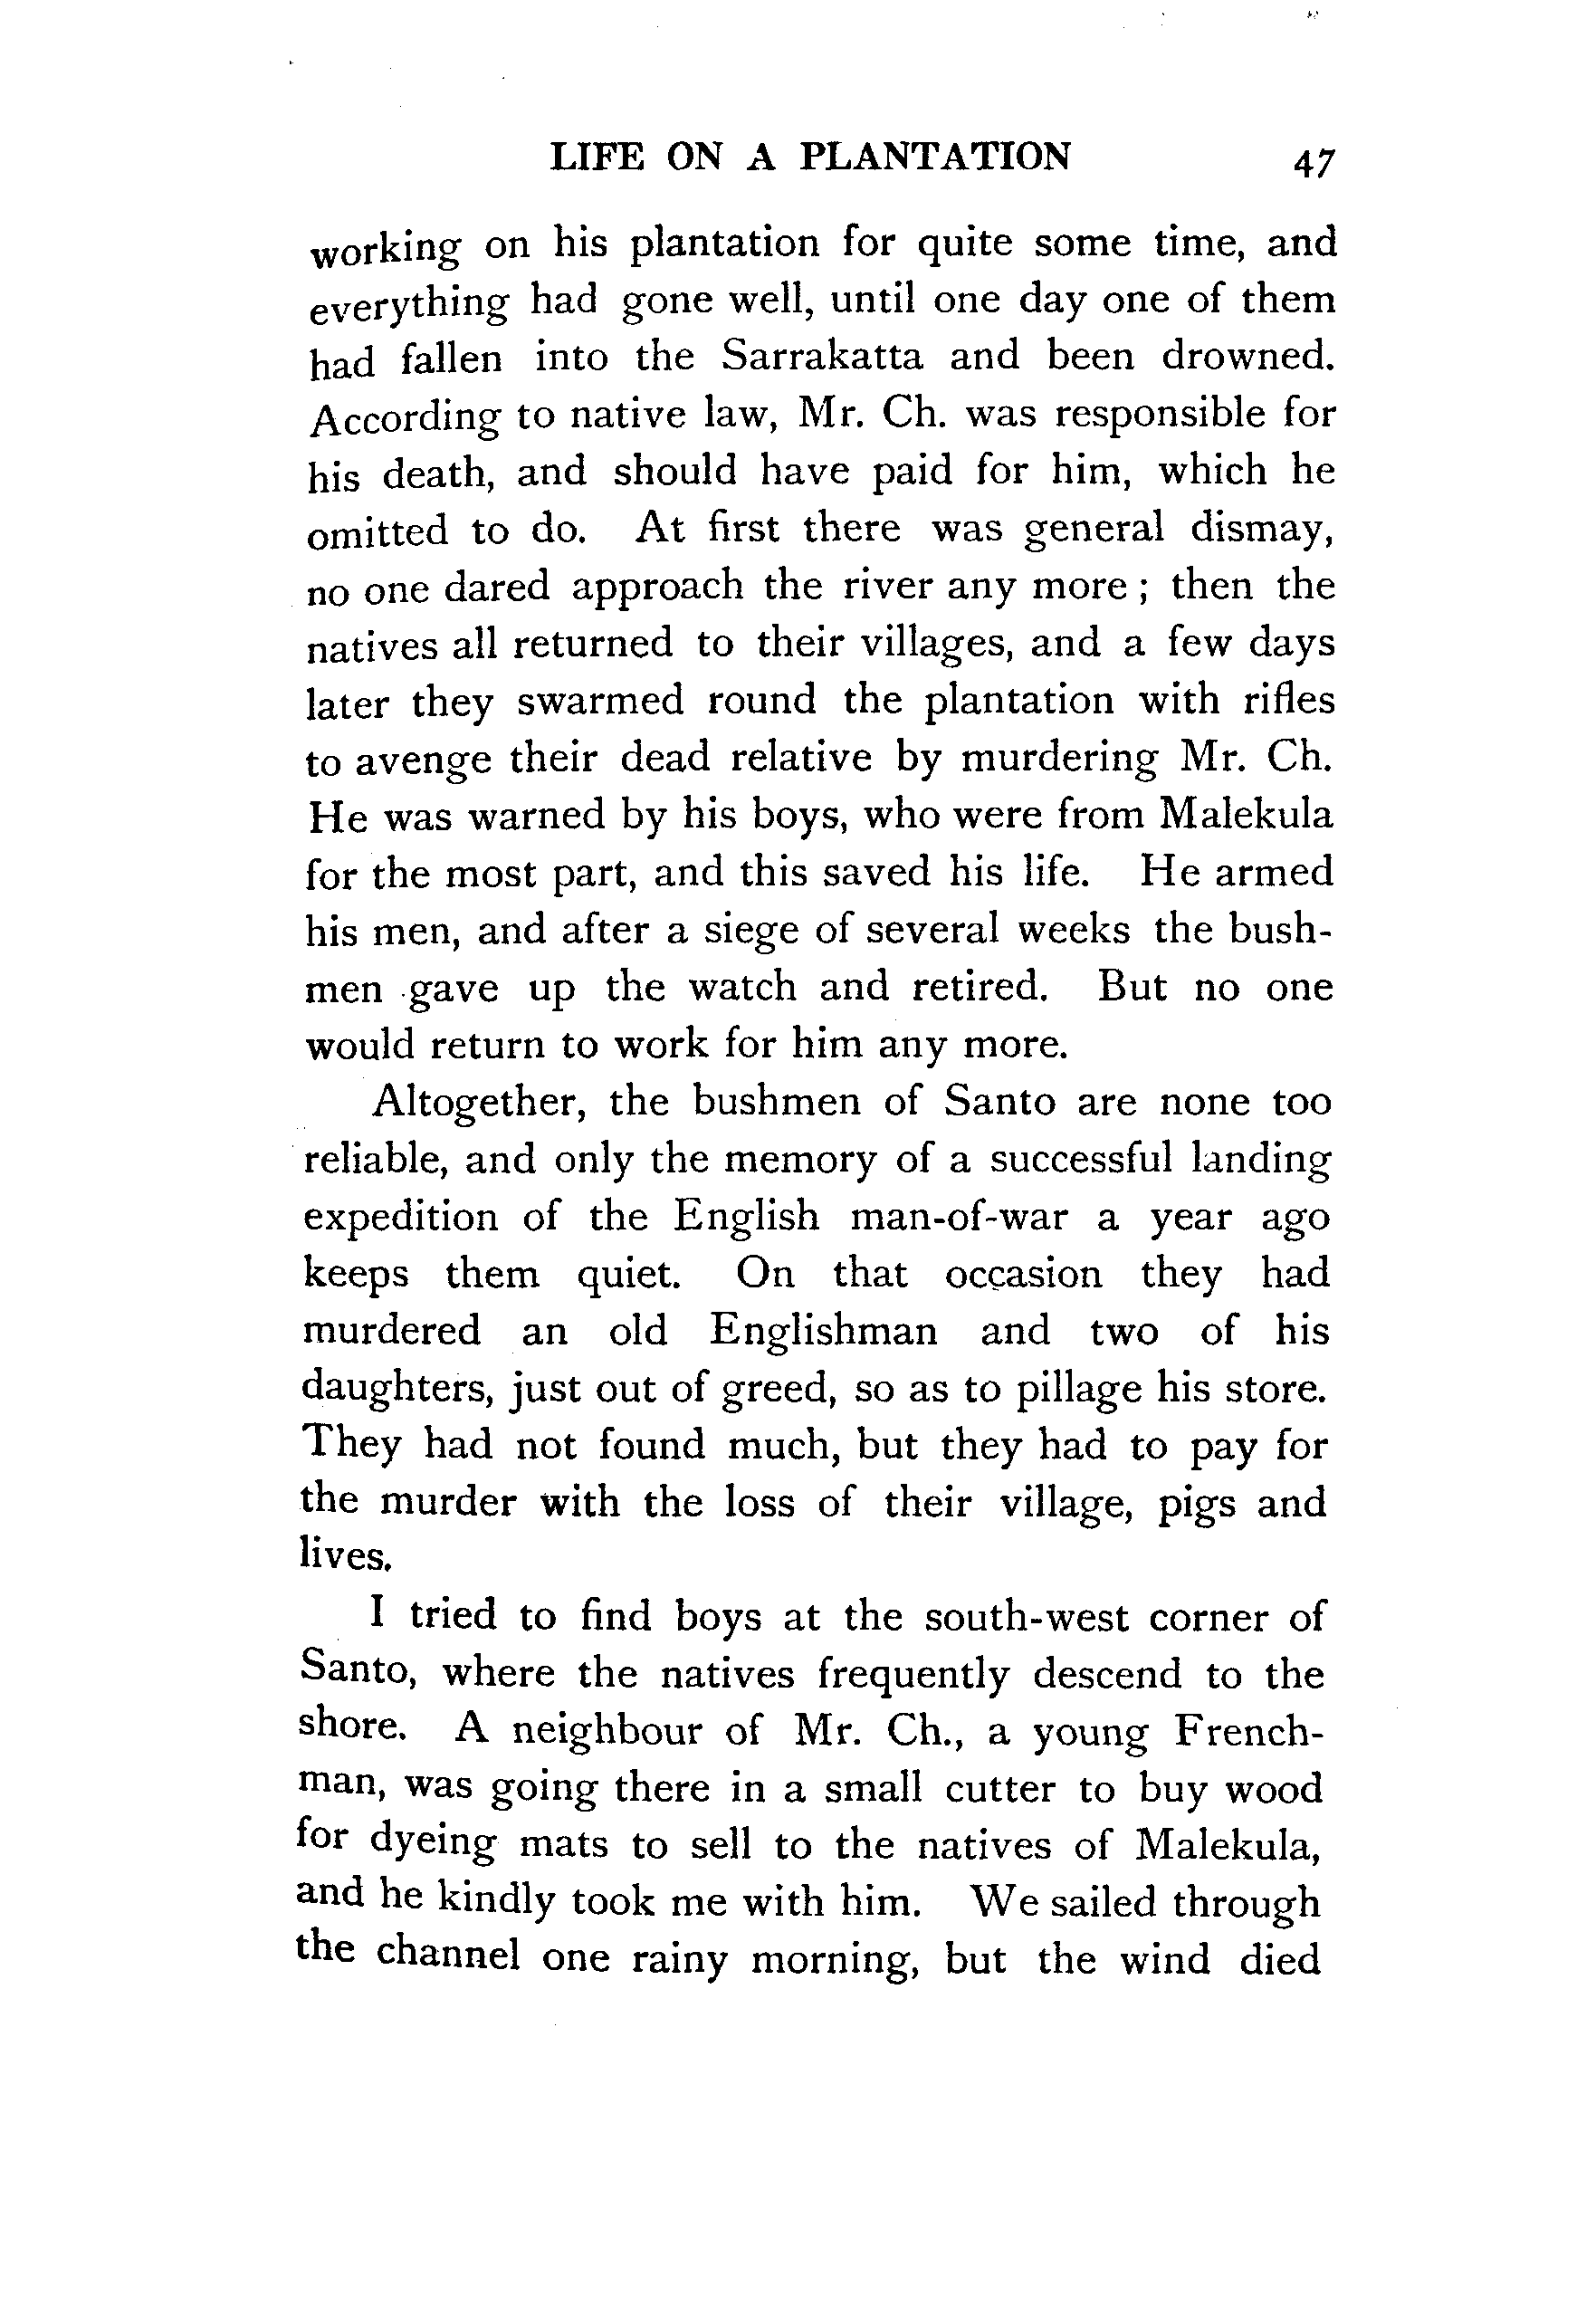 LIFE ON A PLANTATION 47
working on his plantation for quite some time, and
everything had gone well, until one day one of them
had fallen into the Sarrakatta and been drowned.
According to native law, Mr. Ch. was responsible for
his death, and should have paid for him, which he
omitted to do. At first there was general dismay,
no one dared approach the river any more ; then the
natives all returned to their villages, and a few days
later they swarmed round the plantation with rifles
to avenge their dead relative by murdering Mr. Ch.
He was warned by his boys, who were from Malekula
for the most part, and this saved his life. He armed
his men, and after a siege of several weeks the bush-
men gave up the watch and retired. But no one
would return to work for him any more.
Altogether, the bushmen of Santo are none too
reliable, and only the memory of a successful landing
expedition of the English man-of-war a year ago
keeps them quiet. On that occasion they had
murdered an old Englishman and two of his
daughters, just out of greed, so as to pillage his store.
They had not found much, but they had to pay for
the murder with the loss of their village, pigs and
lives.
I tried to find boys at the south-west corner of
Santo, where the natives frequently descend to the
shore. A neighbour of Mr. Ch., a young French-
man, was going there in a small cutter to buy wood
for dyeing mats to sell to the natives of Malekula,
and he kindly took me with him. We sailed through
the channel one rainy morning, but the wind died